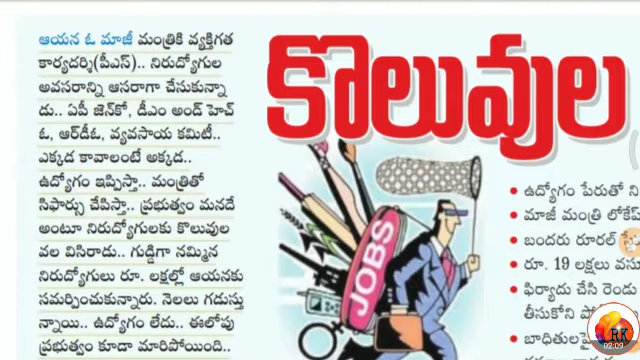 ఆయన ఓ మాజీ మంత్రికి వ్యక్తిగత
కార్యదర్శి(పీఎస్).. నిరుద్యోగుల
అవసరాన్ని ఆసరాగా చేసుకున్నా
డు.. ఏపీ జెన్‌కో, డీఎం అండ్ హెచ్
ఓ, ఆర్‌డీఓ, వ్యవసాయ కమిటీ..
ఎక్కడ కావాలంటే అక్కడ..
ఉద్యోగం ఇప్పిస్తా.. మంత్రితో
సిఫార్సు చేపిస్తా.. ప్రభుత్వం మనదే
అంటూ నిరుద్యోగులకు కొలువుల
వల విసిరాడు.. గుడ్డిగా నమ్మిన
నిరుద్యోగులు రూ. లక్షల్లో ఆయనకు
సమర్పించుకున్నారు. నెలలు గడుస్తు
న్నాయి.. ఉద్యోగం లేదు.. ఈలోపు
ప్రభుత్వం కూడా మారిపోయింది..
కొలువుల
JOBS
• ఉద్యోగం పేరుతో ని
• మాజీ మంత్రి లోకేష్
• బందరు రూరల్ స్టే
• రూ. 19 లక్షలు వసు
• ఫిర్యాదు చేసి రెండు
తీసుకోని పో
• బాధితులపై
RK
02:09